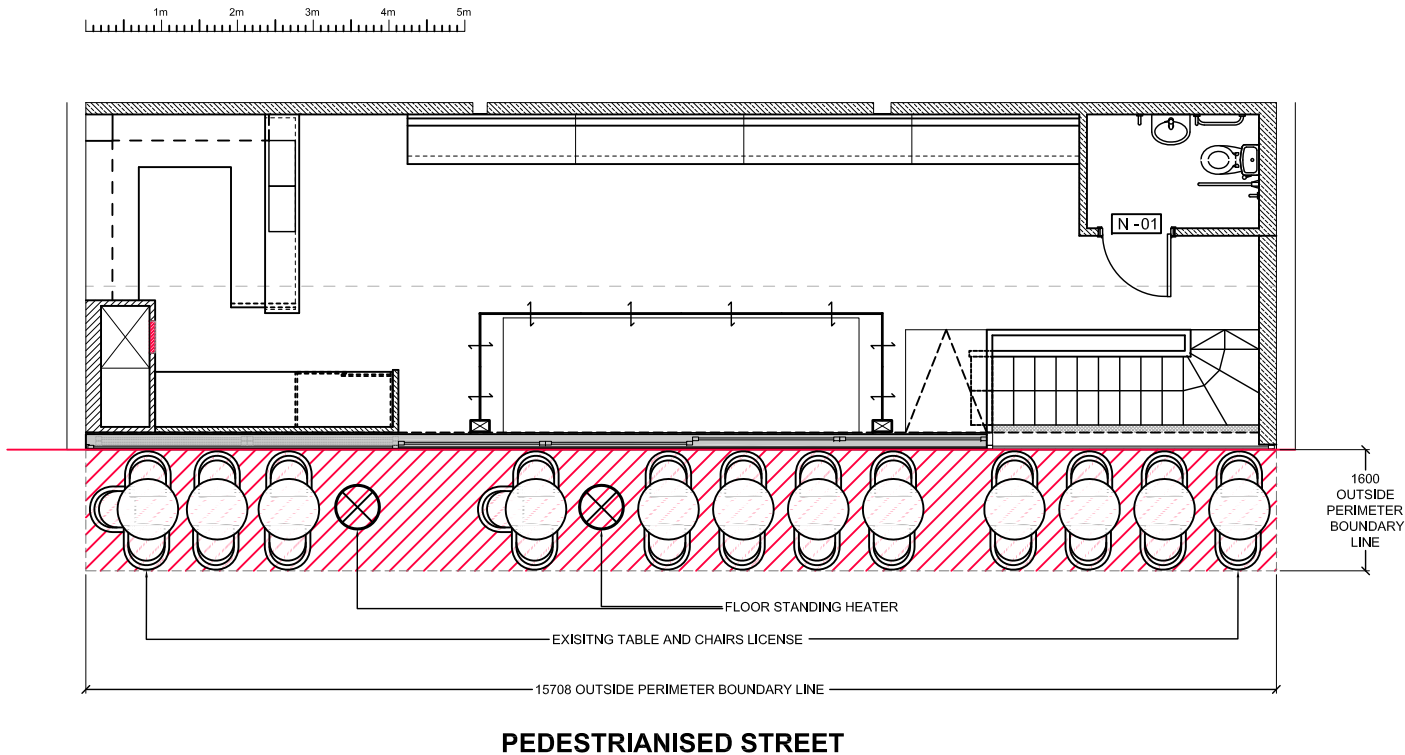 1m 2m 3m 4m 5m
N -01
1600
OUTSIDE
PERIMETER
BOUNDARY
LINE
FLOOR STANDING HEATER
EXISITNG TABLE AND CHAIRS LICENSE
15708 OUTSIDE PERIMETER BOUNDARY LINE
PEDESTRIANISED STREET